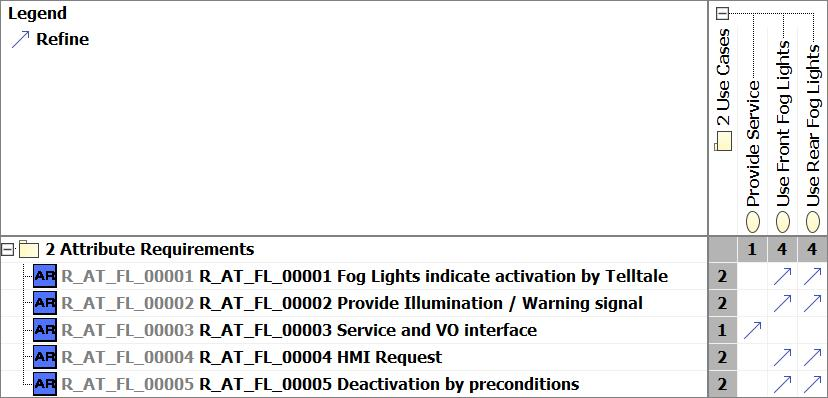 Legend
Refine
2 Use Cases
Provide Service
Use Front Fog Lights
Use Rear Fog Lights
2 Attribute Requirements 1 4 4
AR R_AT_FL_00001 R_AT_FL_00001 Fog Lights indicate activation by Telltale 2
AR R_AT_FL_00002 R_AT_FL_00002 Provide Illumination / Warning signal 2
AR R_AT_FL_00003 R_AT_FL_00003 Service and VO interface 1
AR R_AT_FL_00004 R_AT_FL_00004 HMI Request 2
AR R_AT_FL_00005 R_AT_FL_00005 Deactivation by preconditions 2